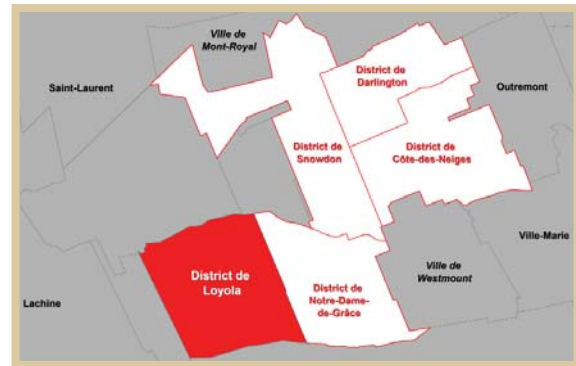 Ville de
Mont-Royal
Saint-Laurent
District de
Darlington
Outremont
District de
Snowdon
District de
Côte-des-Neiges
Ville-Marie
Ville de
Westmount
District de
Loyola
District de
Notre-Dame-
de-Grâce
Lachine